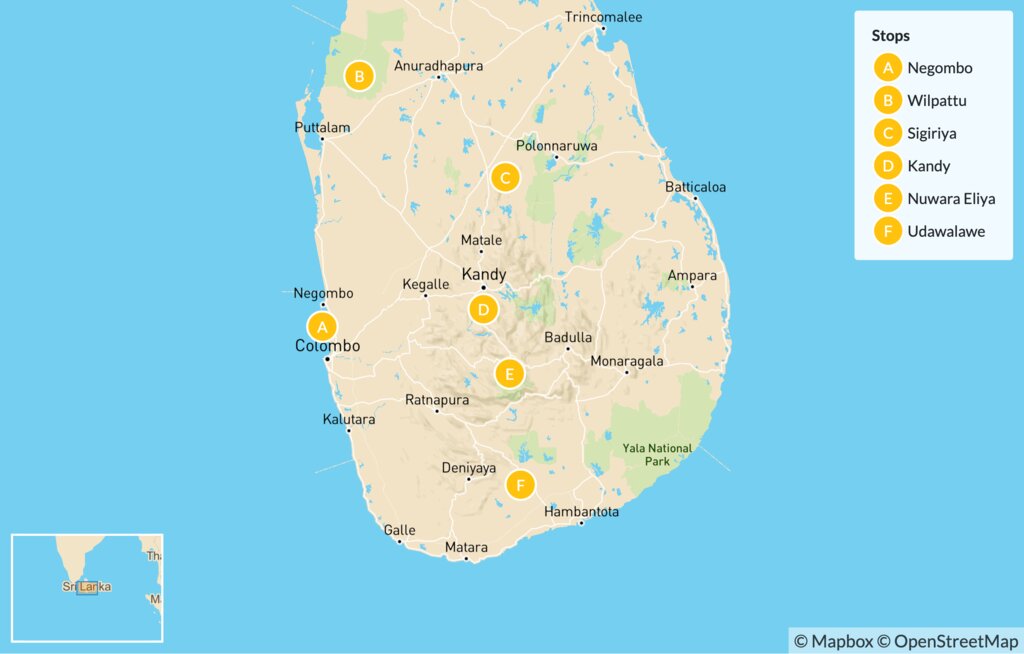 Trincomalee
Anuradhapura
B
Puttalam
Polonnaruwa
C
Batticaloa
Matale
Kandy
Ampara
Kegalle
Negombo
D
A
Colombo
Badulla
Monaragala
E
Ratnapura
Kalutara
Yala National
Park
Deniyaya
F
Hambantota
Galle
Matara
Stops
A Negombo
B Wilpattu
C Sigiriya
D Kandy
E Nuwara Eliya
F Udawalawe
Tha
Sri Lanka
M
© Mapbox © OpenStreetMap